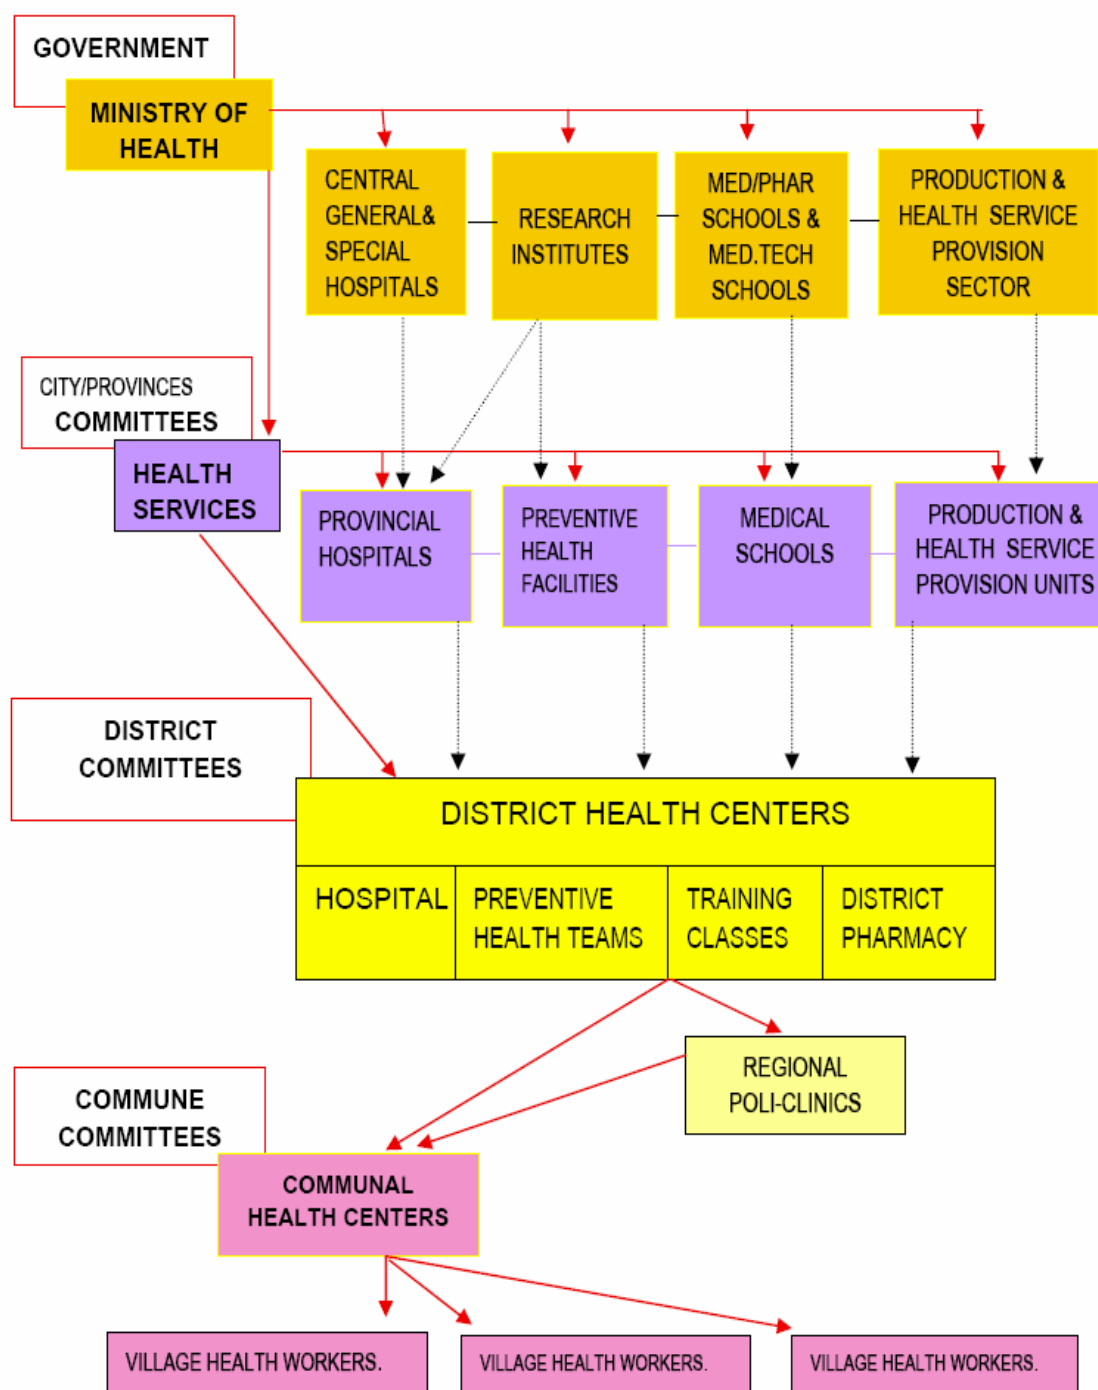 GOVERNMENT
MINISTRY OF
HEALTH
CENTRAL
GENERAL&
SPECIAL
HOSPITALS
RESEARCH
INSTITUTES
MED/PHAR
SCHOOLS &
MED.TECH
SCHOOLS
PRODUCTION &
HEALTH SERVICE
PROVISION
SECTOR
CITY/PROVINCES
COMMITTEES
HEALTH
SERVICES
PROVINCIAL
HOSPITALS
PREVENTIVE
HEALTH
FACILITIES
MEDICAL
SCHOOLS
PRODUCTION &
HEALTH SERVICE
PROVISION UNITS
DISTRICT
COMMITTEES
DISTRICT HEALTH CENTERS
HOSPITAL
PREVENTIVE
HEALTH TEAMS
TRAINING
CLASSES
DISTRICT
PHARMACY
REGIONAL
POLI-CLINICS
COMMUNE
COMMITTEES
COMMUNAL
HEALTH CENTERS
VILLAGE HEALTH WORKERS.
VILLAGE HEALTH WORKERS.
VILLAGE HEALTH WORKERS.